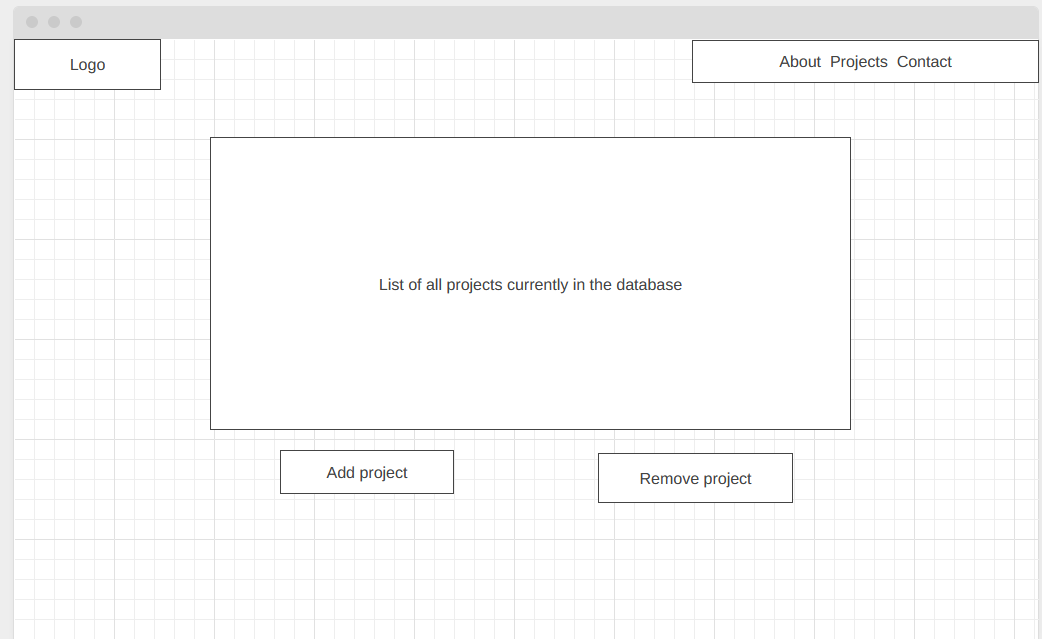 Logo
About Projects Contact
List of all projects currently in the database
Add project
Remove project